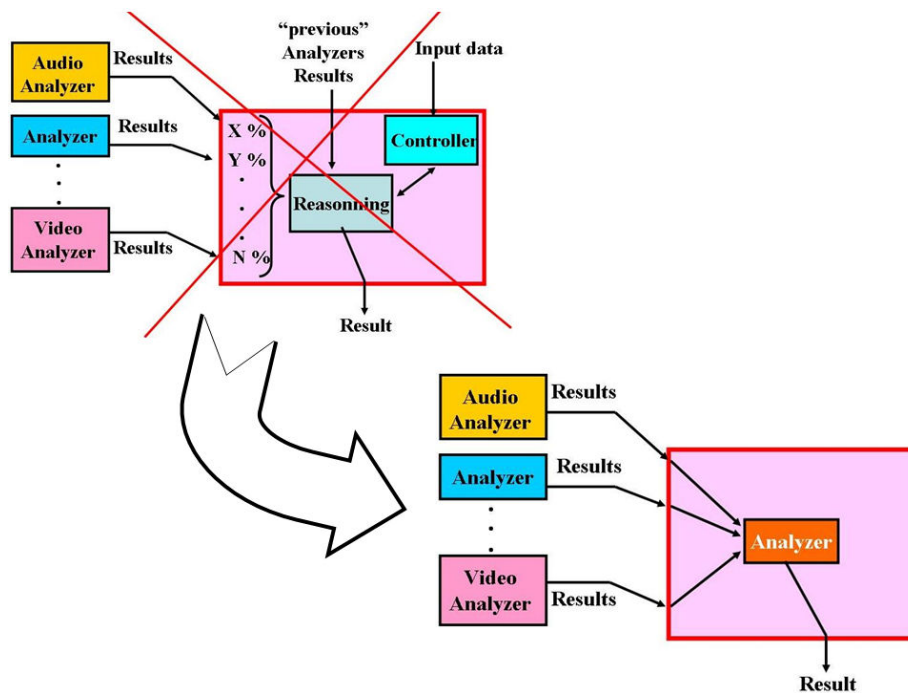 “previous”
Analyzers
Results
Input data
Audio
Analyzer
Results
Analyzer
Results
Video
Analyzer
Results
X %
Y %
.
.
.
N %
Controller
Reasonning
Result
Audio
Analyzer
Results
Analyzer
Results
Video
Analyzer
Results
Analyzer
Result